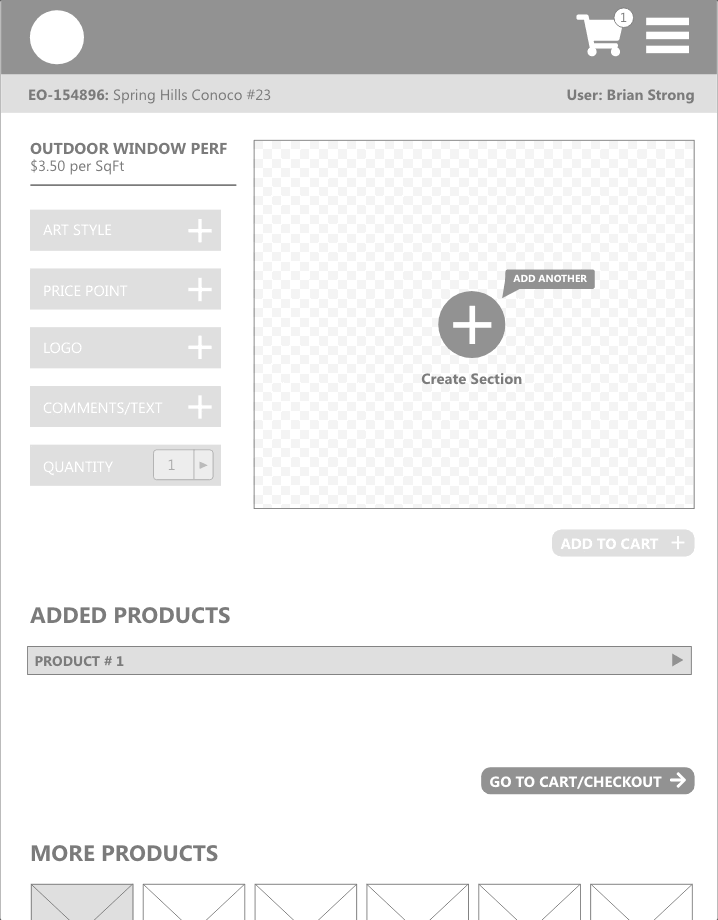 1
EO-154896: Spring Hills Conoco #23
User: Brian Strong
OUTDOOR WINDOW PERF
$3.50 per SqFt
ART STYLE
PRICE POINT
LOGO
COMMENTS/TEXT
QUANTITY 1
ADD ANOTHER
Create Section
ADD TO CART
ADDED PRODUCTS
PRODUCT # 1
GO TO CART/CHECKOUT
MORE PRODUCTS